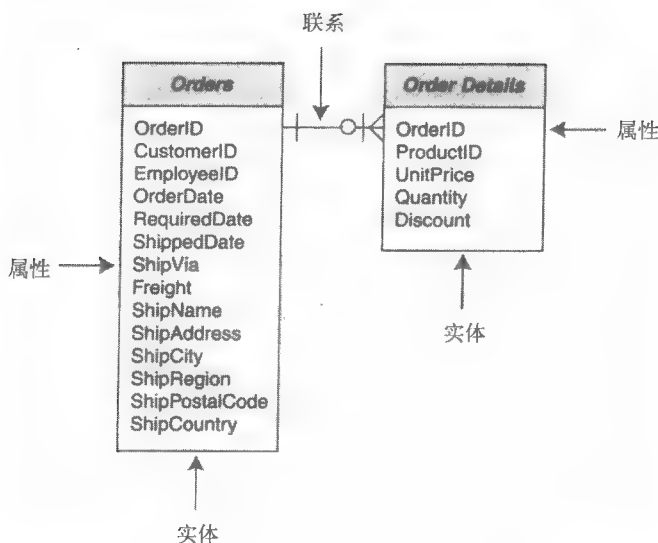 联系
Orders
OrderID
CustomerID
EmployeeID
OrderDate
RequiredDate
ShippedDate
ShipVia
Freight
ShipName
ShipAddress
ShipCity
ShipRegion
ShipPostalCode
ShipCountry
属性
实体
Order Details
OrderID
ProductID
UnitPrice
Quantity
Discount
属性
实体